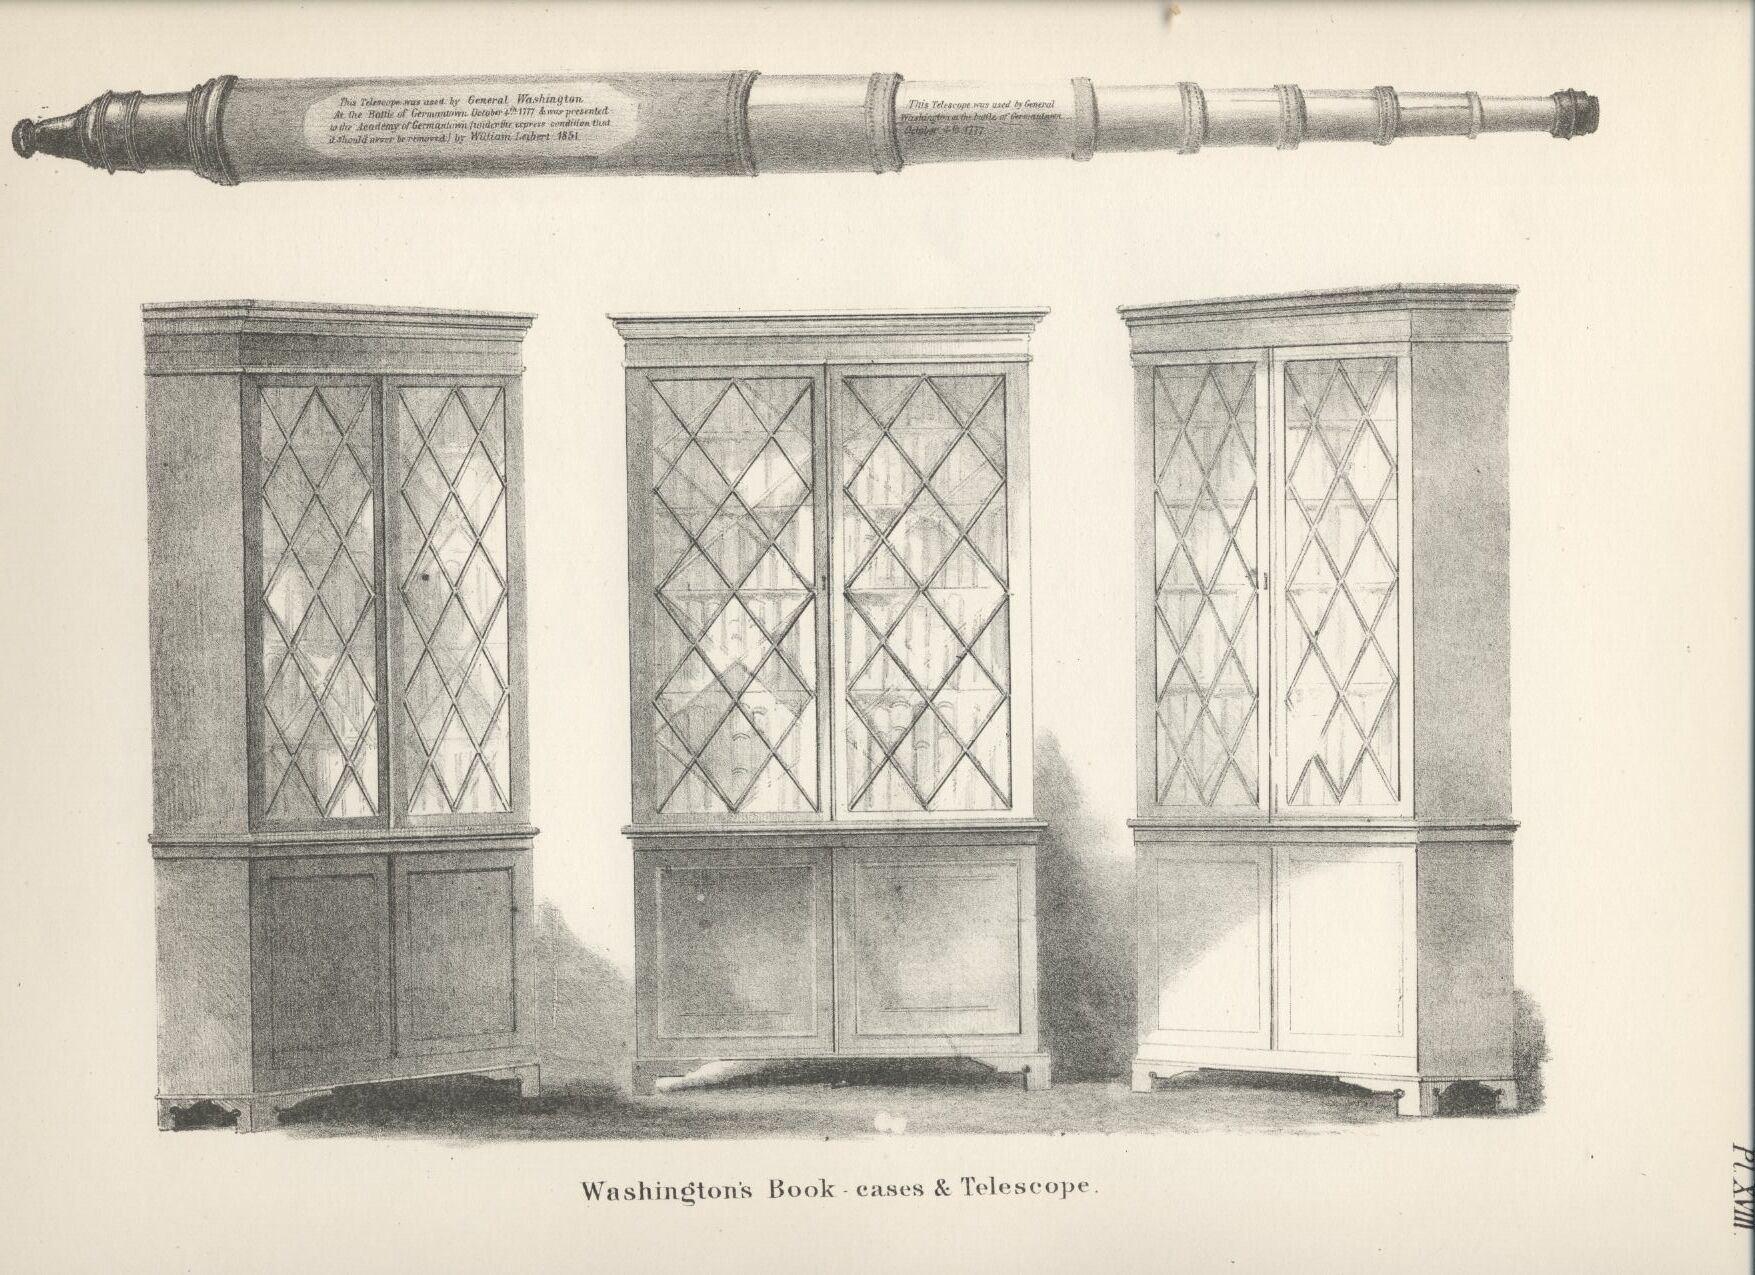 This Telescope was used by General Washington
At the Battle of Germantown October 4th 1777 & was presented
to the Academy of Germantown (under the express condition that
it should never be removed) by William Leibert 1851
This Telescope was used by General
Washington at the battle of Germantown
October 4th 1777
Washington's Book-cases & Telescope.
Pl. XVIII.